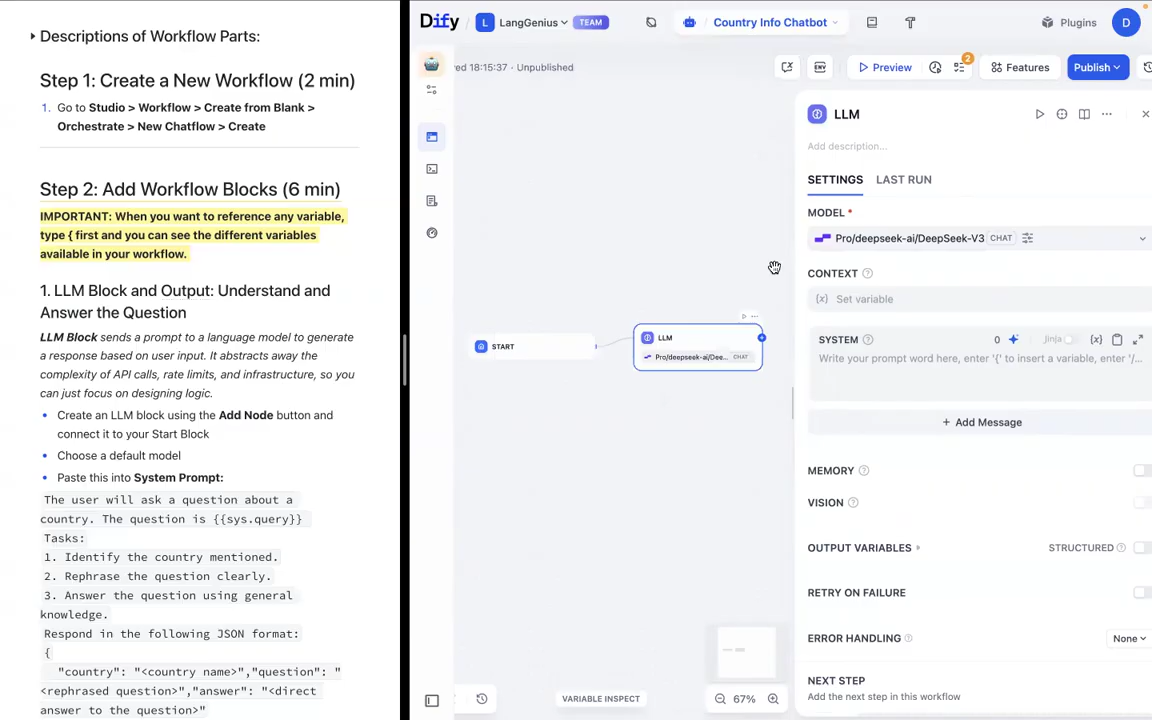 Descriptions of Workflow Parts:
Step 1: Create a New Workflow (2 min)
1. Go to Studio > Workflow > Create from Blank >
Orchestrate > New Chatflow > Create
Step 2: Add Workflow Blocks (6 min)
IMPORTANT: When you want to reference any variable,
type { first and you can see the different variables
available in your workflow.
1. LLM Block and Output: Understand and
Answer the Question
LLM Block sends a prompt to a language model to generate
a response based on user input. It abstracts away the
complexity of API calls, rate limits, and infrastructure, so you
can just focus on designing logic.
• Create an LLM block using the Add Node button and
connect it to your Start Block
• Choose a default model
• Paste this into System Prompt:
The user will ask a question about a
country. The question is {{sys.query}}
Tasks:
1. Identify the country mentioned.
2. Rephrase the question clearly.
3. Answer the question using general
knowledge.
Respond in the following JSON format:
{
"country": "<country name>","question": "
<rephrased question>","answer": "<direct
answer to the question>"
Dify / L LangGenius TEAM
Country Info Chatbot
Plugins
D
ed 18:15:37 · Unpublished
Preview
2
Features
Publish
START
LLM
Pro/deepseek-ai/Dee... CHAT
VARIABLE INSPECT
67%
LLM
Add description...
SETTINGS LAST RUN
MODEL *
Pro/deepseek-ai/DeepSeek-V3 CHAT
CONTEXT
{x} Set variable
SYSTEM 0 Jinja {x}
Write your prompt word here, enter '{' to insert a variable, enter '/...
+ Add Message
MEMORY
VISION
OUTPUT VARIABLES STRUCTURED
RETRY ON FAILURE
ERROR HANDLING None
NEXT STEP
Add the next step in this workflow